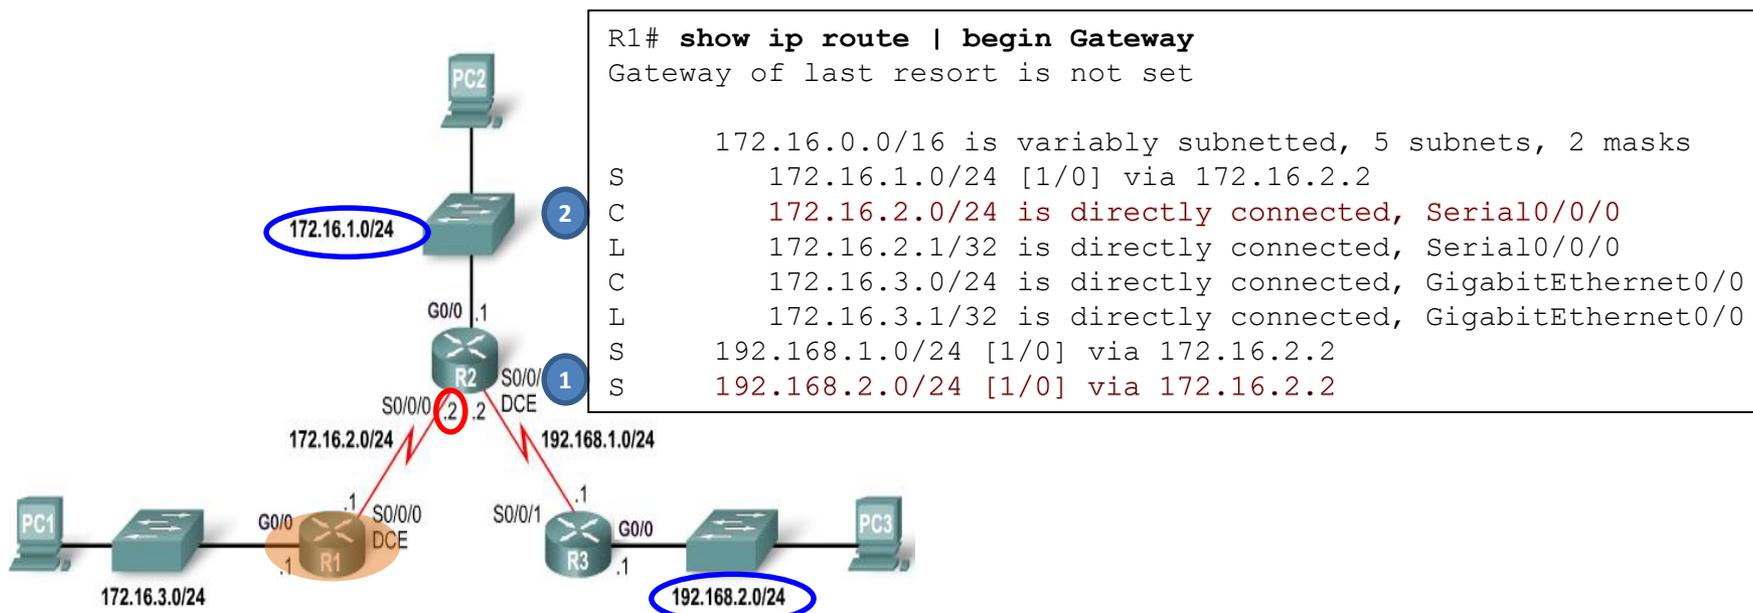 R1# show ip route | begin Gateway
Gateway of last resort is not set
172.16.0.0/16 is variably subnetted, 5 subnets, 2 masks
S 172.16.1.0/24 [1/0] via 172.16.2.2
2
C 172.16.2.0/24 is directly connected, Serial0/0/0
L 172.16.2.1/32 is directly connected, Serial0/0/0
C 172.16.3.0/24 is directly connected, GigabitEthernet0/0
L 172.16.3.1/32 is directly connected, GigabitEthernet0/0
S 192.168.1.0/24 [1/0] via 172.16.2.2
1
S 192.168.2.0/24 [1/0] via 172.16.2.2
PC2
172.16.1.0/24
G0/0
.1
R2
S0/0/
DCE
S0/0/0
.2
.2
172.16.2.0/24
192.168.1.0/24
PC1
G0/0
.1
R1
.1
S0/0/0
DCE
172.16.3.0/24
S0/0/1
.1
R3
G0/0
.1
PC3
192.168.2.0/24